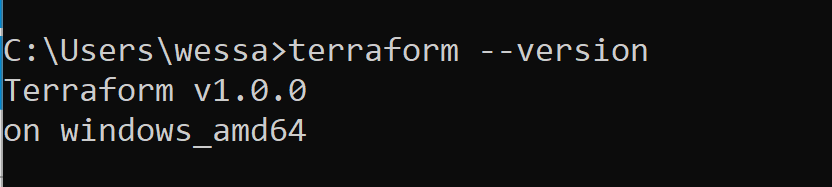 C:\Users\wessa>terraform --version
Terraform v1.0.0
on windows_amd64